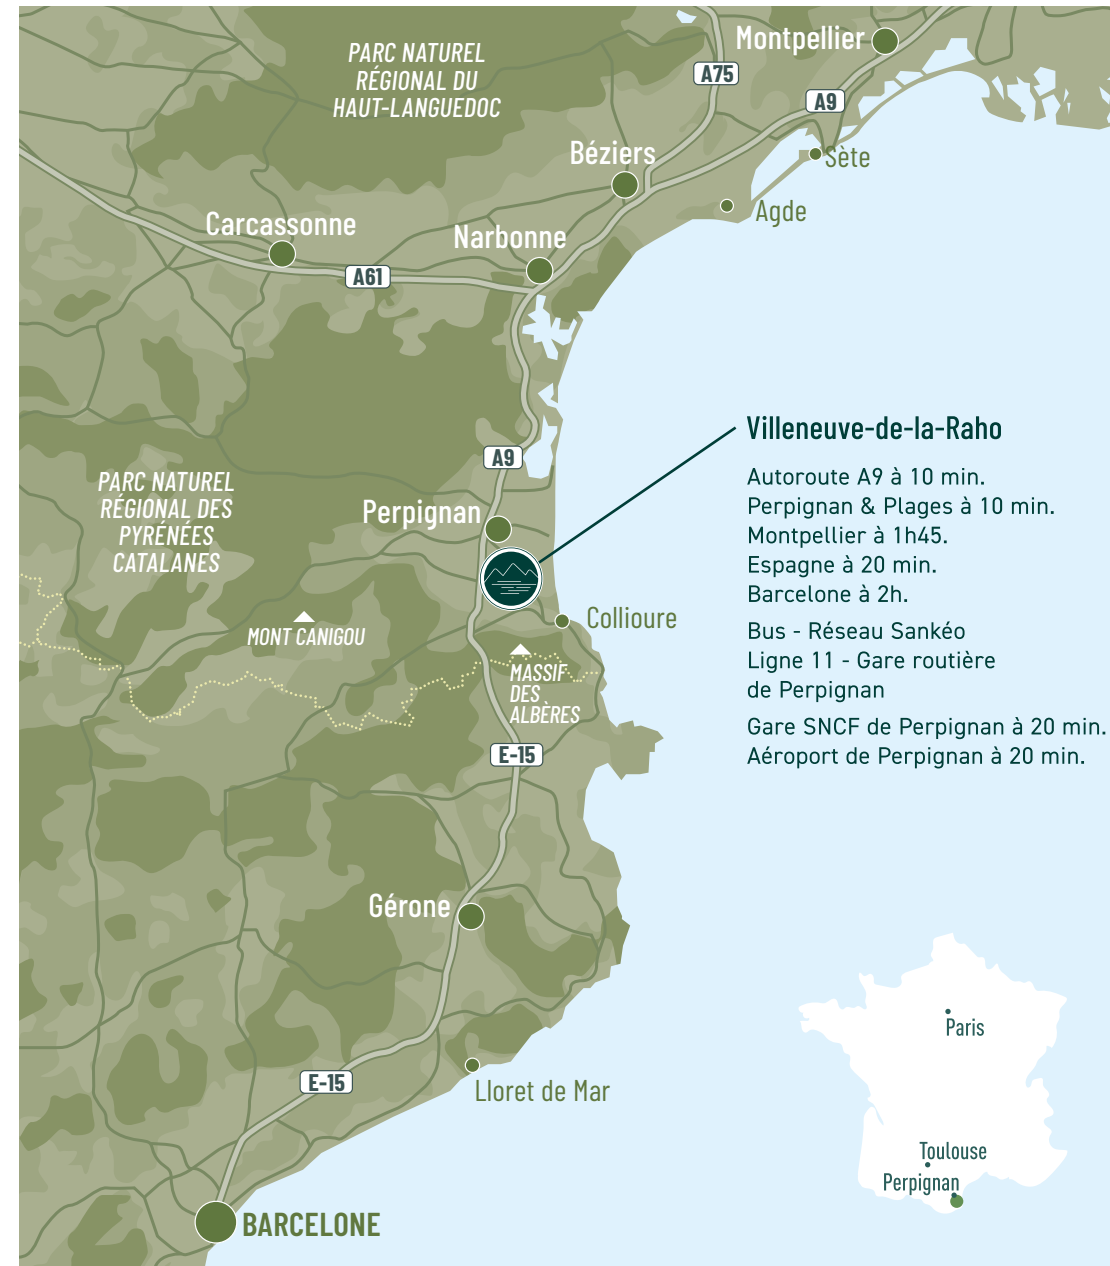 PARC NATUREL
RÉGIONAL DU
HAUT-LANGUEDOC
Montpellier
A75
A9
Béziers
Sète
Agde
Carcassonne
Narbonne
A61
Villeneuve-de-la-Raho
Autoroute A9 à 10 min.
Perpignan & Plages à 10 min.
Montpellier à 1h45.
Espagne à 20 min.
Barcelone à 2h.
Bus - Réseau Sankéo
Ligne 11 - Gare routière
de Perpignan
Gare SNCF de Perpignan à 20 min.
Aéroport de Perpignan à 20 min.
A9
PARC NATUREL
RÉGIONAL DES
PYRÉNÉES
CATALANES
Perpignan
Collioure
MONT CANIGOU
MASSIF
DES
ALBÈRES
E-15
Gérone
Paris
E-15
Lloret de Mar
Toulouse
Perpignan
BARCELONE